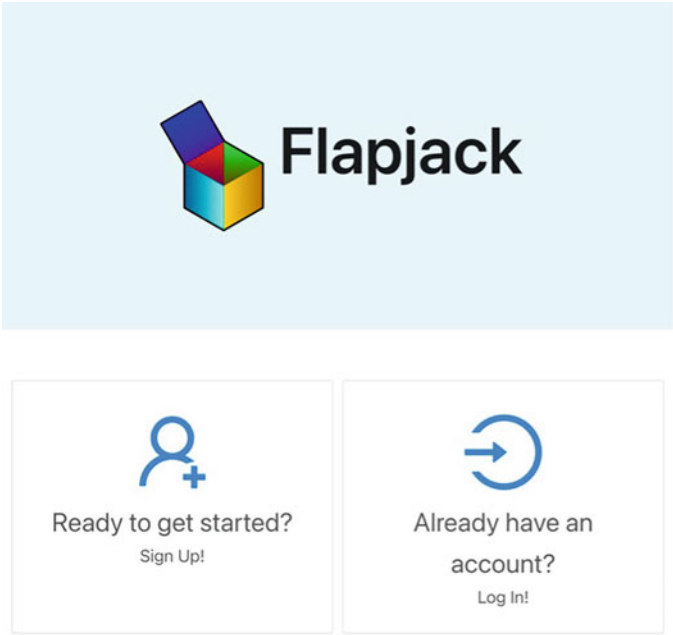 Flapjack
Ready to get started?
Sign Up!
Already have an
account?
Log In!